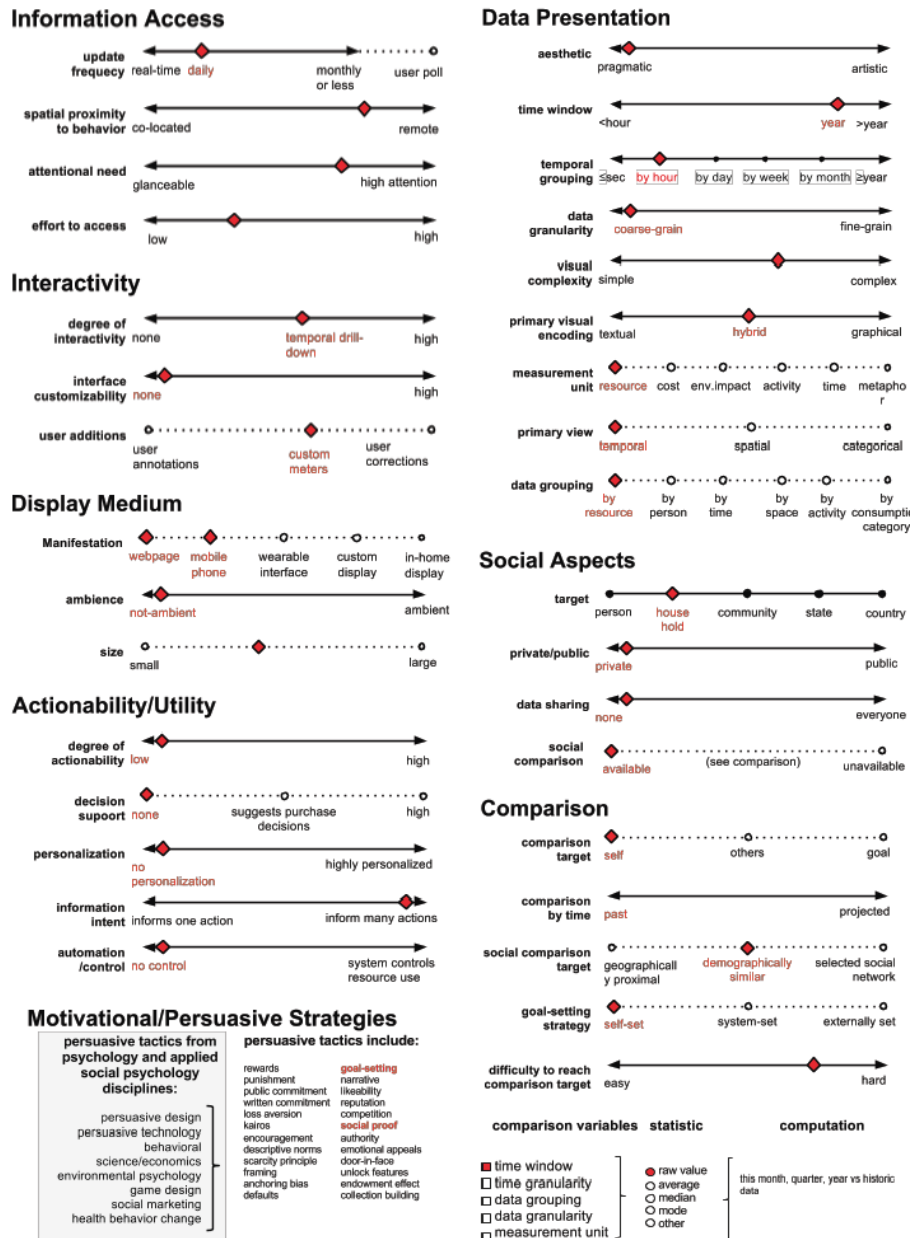 Information Access
update frequecy
real-time
daily
monthly or less
user poll
spatial proximity to behavior
co-located
remote
attentional need
glanceable
high attention
effort to access
low
high
Interactivity
degree of interactivity
none
temporal drill-down
high
interface customizability
none
high
user additions
user annotations
custom meters
user corrections
Display Medium
Manifestation
webpage
mobile phone
wearable interface
custom display
in-home display
ambience
not-ambient
ambient
size
small
large
Actionability/Utility
degree of actionability
low
high
decision supoort
none
suggests purchase decisions
high
personalization
no personalization
highly personalized
information intent
informs one action
inform many actions
automation /control
no control
system controls resource use
Motivational/Persuasive Strategies
persuasive tactics from
psychology and applied
social psychology
disciplines:
persuasive design
persuasive technology
behavioral
science/economics
environmental psychology
game design
social marketing
health behavior change
persuasive tactics include:
rewards
punishment
public commitment
written commitment
loss aversion
kairos
encouragement
descriptive norms
scarcity principle
framing
anchoring bias
defaults
goal-setting
narrative
likeability
reputation
competition
social proof
authority
emotional appeals
door-in-face
unlock features
endowment effect
collection building
Data Presentation
aesthetic
pragmatic
artistic
time window
<hour
year
>year
temporal grouping
≤sec
by hour
by day
by week
by month
≥year
data granularity
coarse-grain
fine-grain
visual complexity
simple
complex
primary visual encoding
textual
hybrid
graphical
measurement unit
resource
cost
env.impact
activity
time
metaphor
primary view
temporal
spatial
categorical
data grouping
by resource
by person
by time
by space
by activity
by consumptic category
Social Aspects
target
person
house hold
community
state
country
private/public
private
public
data sharing
none
everyone
social comparison
available
(see comparison)
unavailable
Comparison
comparison target
self
others
goal
comparison by time
past
projected
social comparison target
geographically proximal
demographically similar
selected social network
goal-setting strategy
self-set
system-set
externally set
difficulty to reach comparison target
easy
hard
comparison variables
time window
time granularity
data grouping
data granularity
measurement unit
statistic
raw value
average
median
mode
other
computation
this month, quarter, year vs historic
data